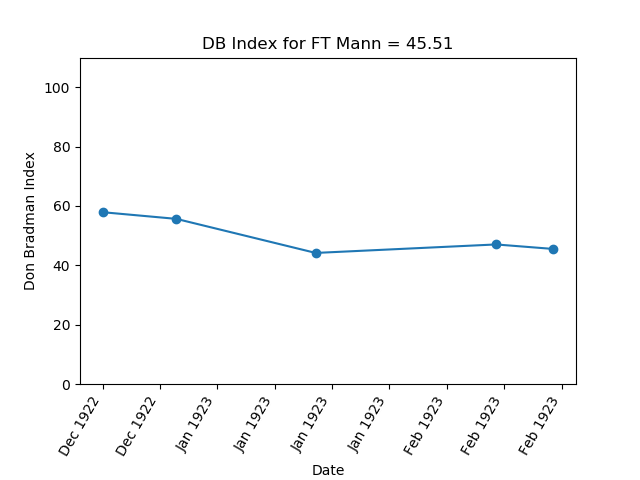 DB Index for FT Mann = 45.51
Don Bradman Index
100
80
60
40
20
0
Dec 1922
Dec 1922
Jan 1923
Jan 1923
Jan 1923
Jan 1923
Feb 1923
Feb 1923
Feb 1923
Date